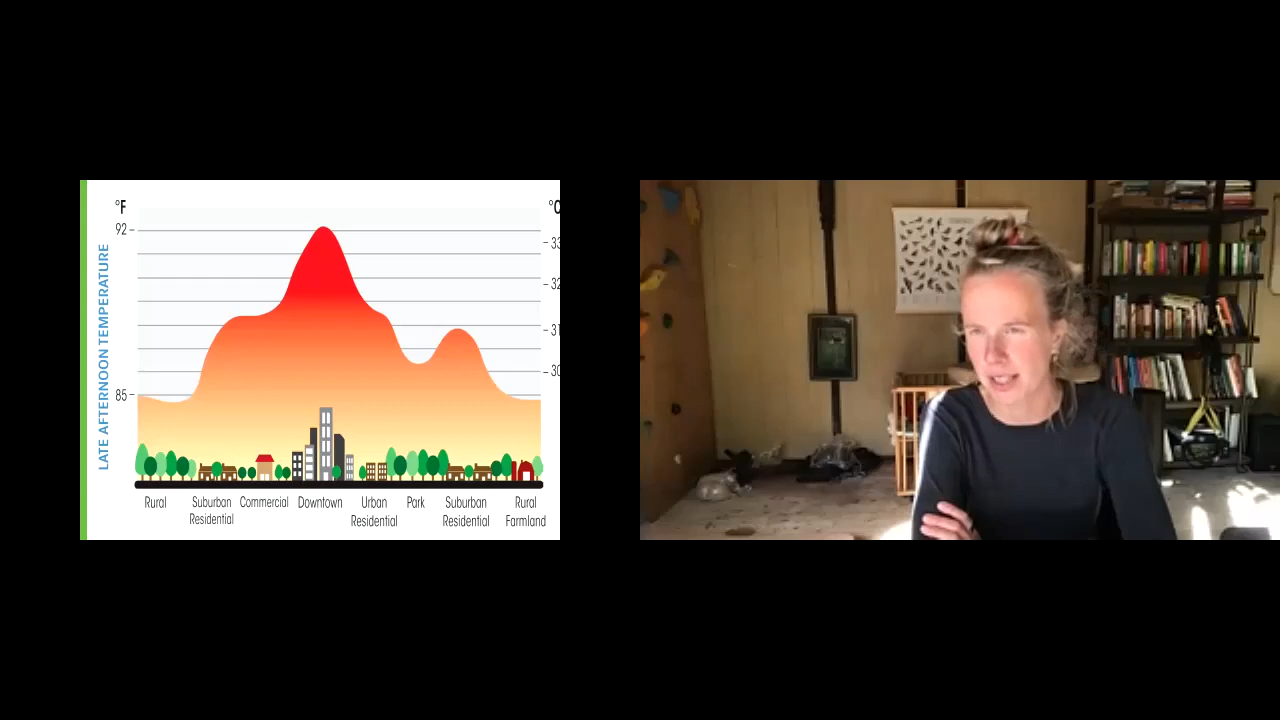 °F
°C
92
33
32
31
30
85
LATE AFTERNOON TEMPERATURE
Rural
Suburban
Residential
Commercial
Downtown
Urban
Residential
Park
Suburban
Residential
Rural
Farmland